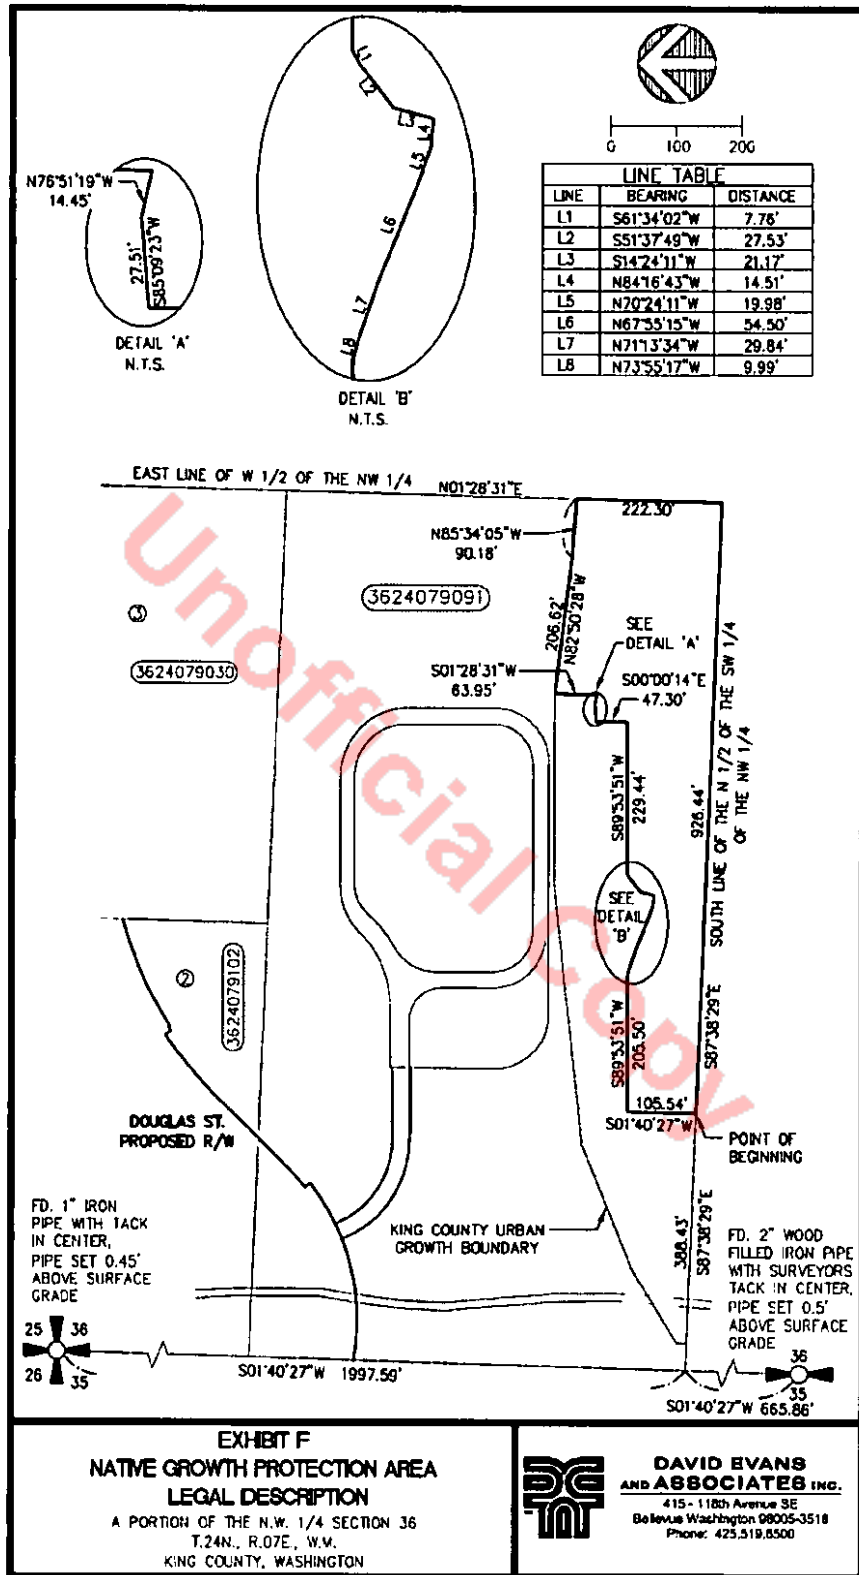 L1
L2
L3
L4
L5
L6
L7
L8
DETAIL 'B'
N.T.S.
N76°51'19"W
14.45'
27.51'
S85°09'23"W
DETAIL 'A'
N.T.S.
0 100 200
LINE TABLE
LINE BEARING DISTANCE
L1 S61°34'02"W 7.76'
L2 S51°37'49"W 27.53'
L3 S14°24'11"W 21.17'
L4 N84°16'43"W 14.51'
L5 N70°24'11"W 19.98'
L6 N67°55'15"W 54.50'
L7 N71°13'34"W 29.84'
L8 N73°55'17"W 9.99'
EAST LINE OF W 1/2 OF THE NW 1/4
N01°28'31"E
222.30'
N85°34'05"W
90.18'
3624079091
206.62'
N82°50'28"W
SEE
DETAIL 'A'
3
3624079030
S01°28'31"W
63.95'
S00°00'14"E
47.30'
S89°53'51"W
229.44'
926.44'
SOUTH LINE OF THE N 1/2 OF THE SW 1/4
OF THE NW 1/4
SEE
DETAIL
'B'
2
3624079102
S89°53'51"W
205.50'
S87°38'29"E
105.54'
S01°40'27"W
POINT OF
BEGINNING
DOUGLAS ST.
PROPOSED R/W
FD. 1" IRON
PIPE WITH TACK
IN CENTER,
PIPE SET 0.45'
ABOVE SURFACE
GRADE
KING COUNTY URBAN
GROWTH BOUNDARY
388.43'
S87°38'29"E
FD. 2" WOOD
FILLED IRON PIPE
WITH SURVEYORS
TACK IN CENTER,
PIPE SET 0.5'
ABOVE SURFACE
GRADE
25 36
26 35
S01°40'27"W 1997.59'
36
35
S01°40'27"W 665.86'
Unofficial Copy
EXHIBIT F
NATIVE GROWTH PROTECTION AREA
LEGAL DESCRIPTION
A PORTION OF THE N.W. 1/4 SECTION 36
T.24N., R.07E., W.M.
KING COUNTY, WASHINGTON
DAVID EVANS
AND ASSOCIATES INC.
415 - 118th Avenue SE
Bellevue Washington 98005-3518
Phone: 425.519.6500